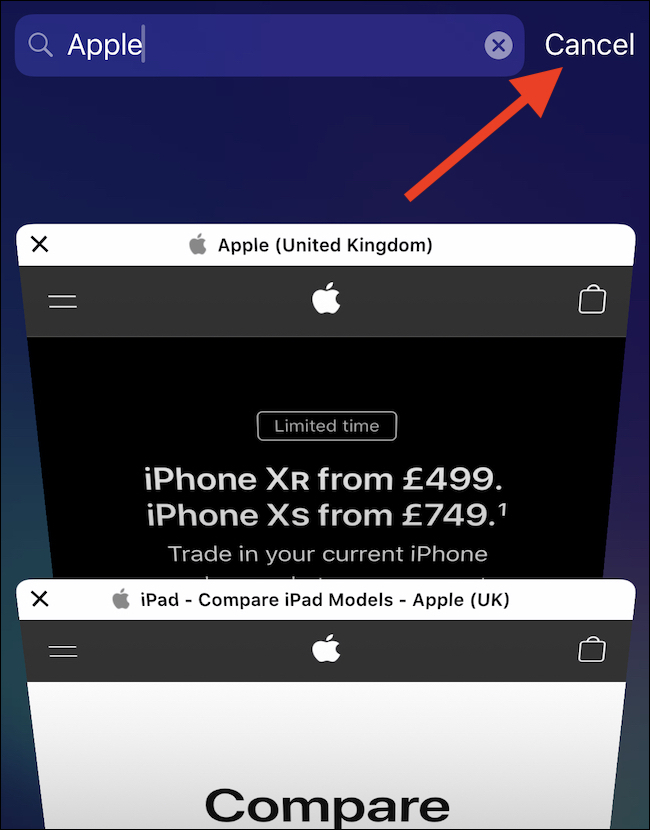 Apple
Cancel
Apple (United Kingdom)
Limited time
iPhone XR from £499.
iPhone XS from £749.¹
Trade in your current iPhone
iPad - Compare iPad Models - Apple (UK)
Compare